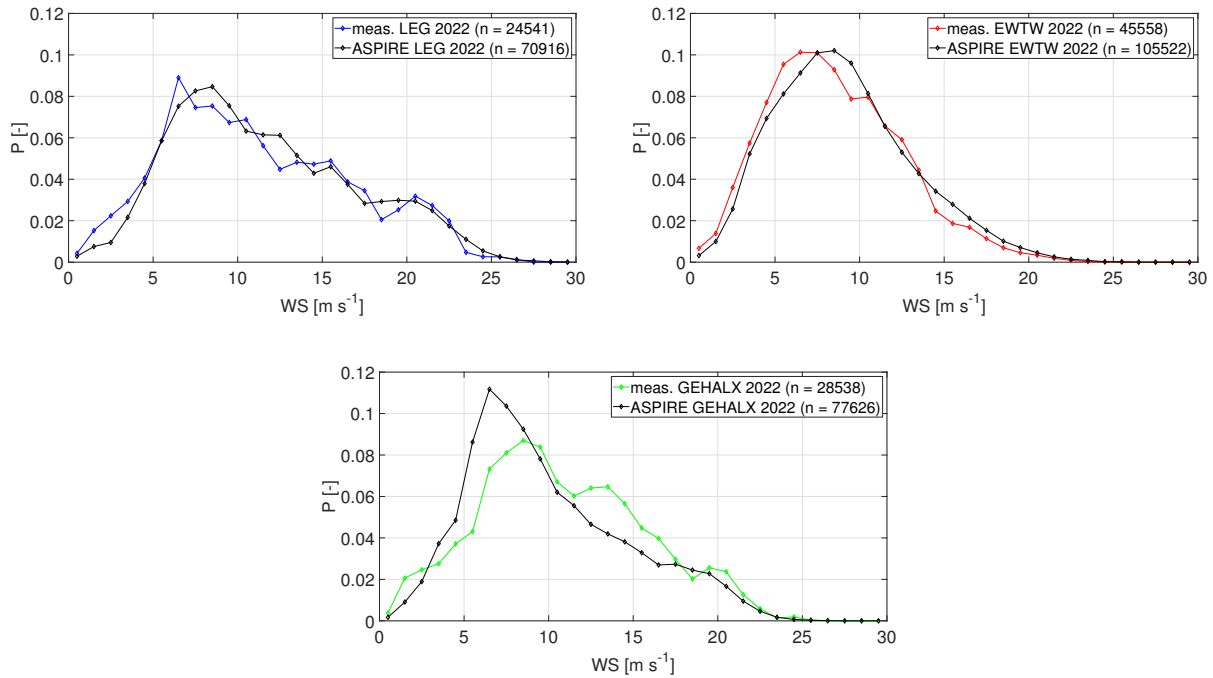 meas. LEG 2022 (n = 24541)
ASPIRE LEG 2022 (n = 70916)
0.12
0.1
0.08
0.06
0.04
0.02
0
P [-]
0 5 10 15 20 25 30
WS [m s⁻¹]
meas. EWTW 2022 (n = 45558)
ASPIRE EWTW 2022 (n = 105522)
0.12
0.1
0.08
0.06
0.04
0.02
0
P [-]
0 5 10 15 20 25 30
WS [m s⁻¹]
meas. GEHALX 2022 (n = 28538)
ASPIRE GEHALX 2022 (n = 77626)
0.12
0.1
0.08
0.06
0.04
0.02
0
P [-]
0 5 10 15 20 25 30
WS [m s⁻¹]